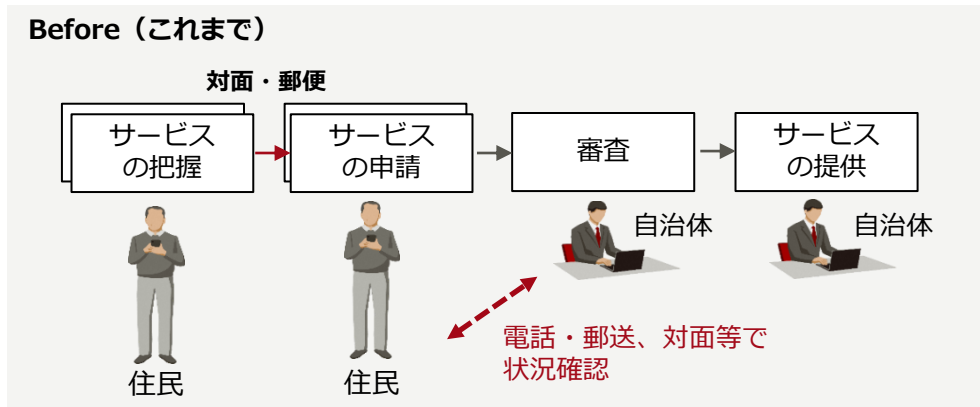 Before（これまで）
対面・郵便
サービス
の把握
サービス
の申請
審査
サービス
の提供
自治体
自治体
電話・郵送、対面等で
状況確認
住民
住民